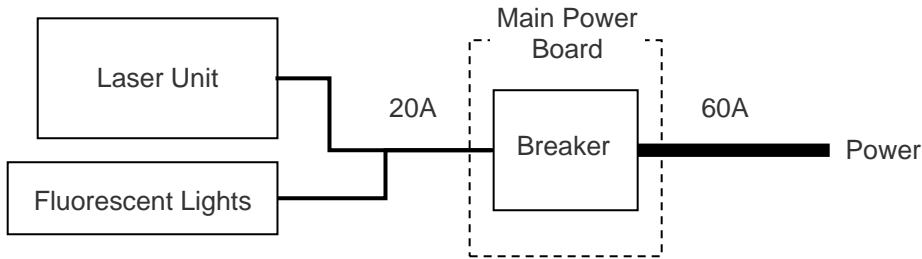 Main Power
Board
Laser Unit
20A
60A
Breaker
Power
Fluorescent Lights